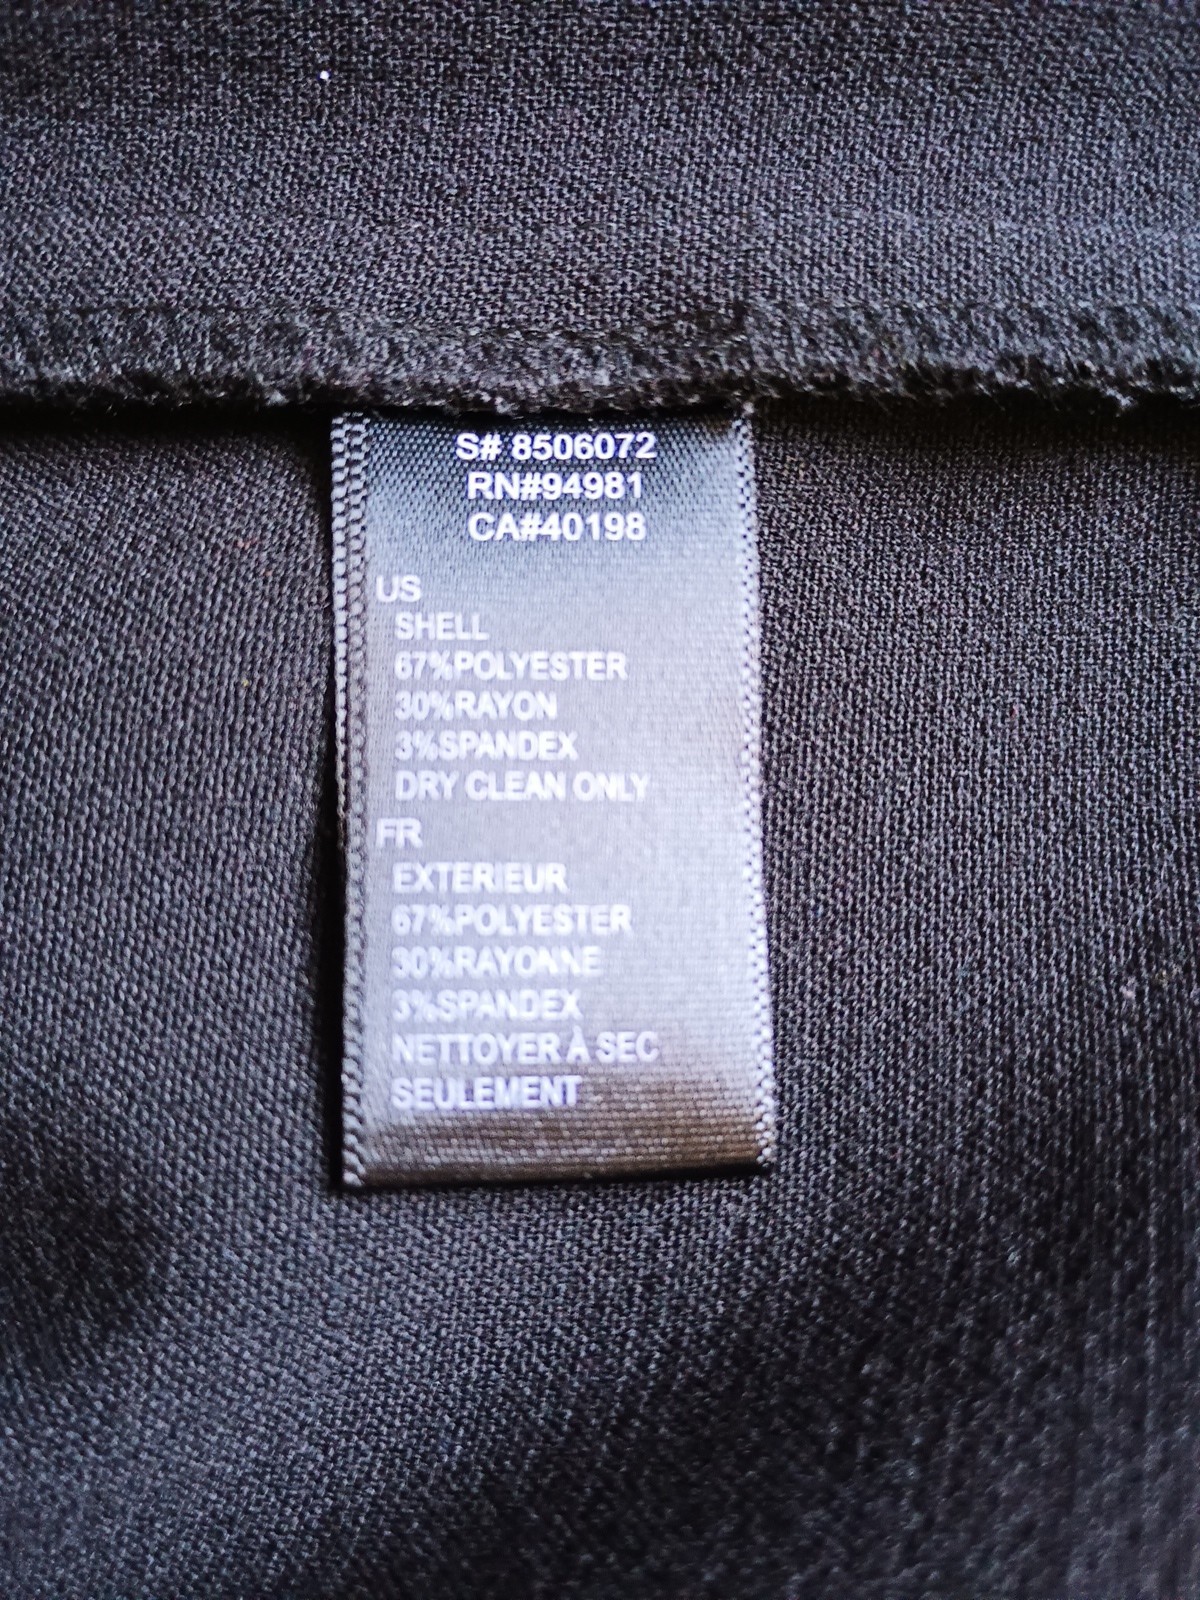 S# 8506072
RN#94981
CA#40198
US
SHELL
67%POLYESTER
30%RAYON
3%SPANDEX
DRY CLEAN ONLY
FR
EXTERIEUR
67%POLYESTER
30%RAYONNE
3%SPANDEX
NETTOYER À SEC
SEULEMENT